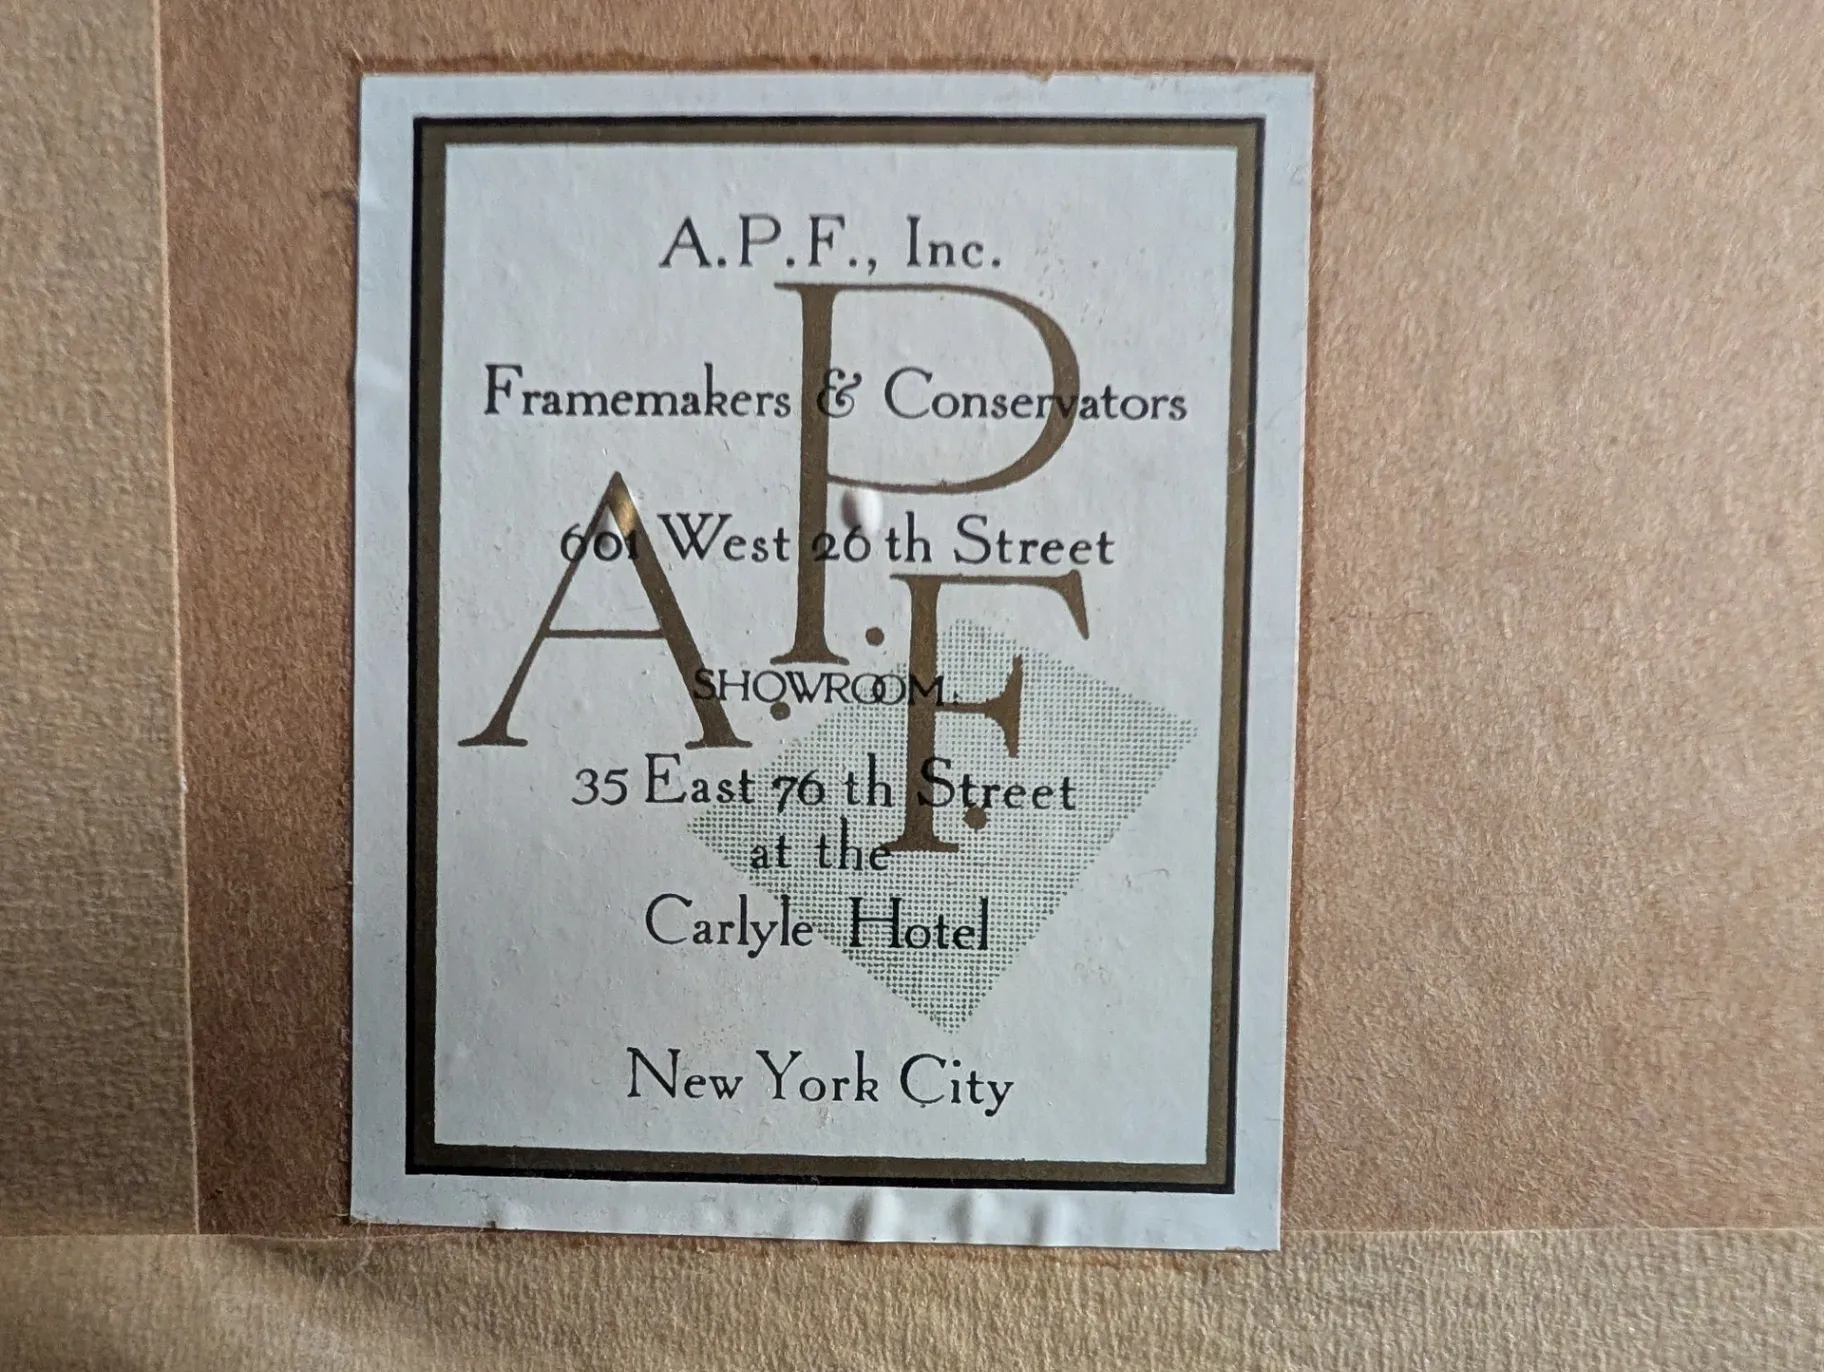 A.P.F., Inc.
Framemakers & Conservators
601 West 26 th Street
A.P.F.
SHOWROOM:
35 East 76 th Street
at the
Carlyle Hotel
New York City